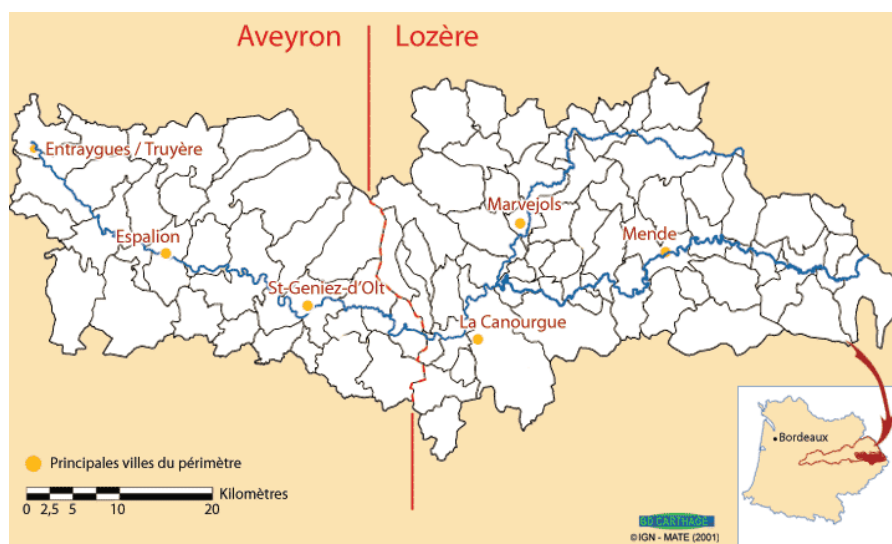 Aveyron
Lozère
Entraygues / Truyère
Marvejols
Espalion
Mende
St-Geniez-d'Olt
La Canourgue
Bordeaux
Principales villes du périmètre
Kilomètres
0 2,5 5 10 20
BD CARTHAGE
©IGN - MATE (2001)